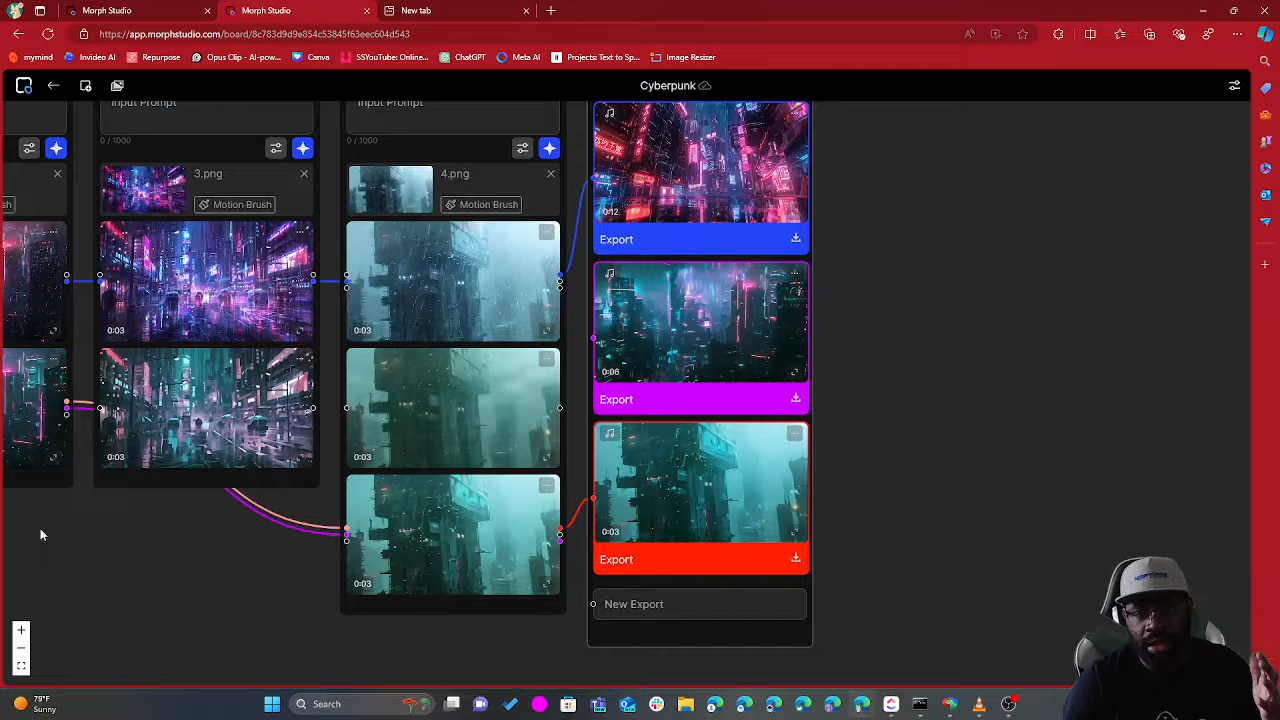 Morph Studio
Morph Studio
New tab
https://app.morphstudio.com/board/8c783d9d9e854c53845f63eec604d543
mymind
Invideo AI
Repurpose
Opus Clip - AI-pow...
Canva
SSYouTube: Onlin...
ChatGPT
Meta AI
Projects: Text to Sp...
Image Resizer
Cyberpunk
Input Prompt
Input Prompt
0 / 1000
0 / 1000
3.png
Motion Brush
4.png
Motion Brush
0:12
Export
0:03
0:03
0:06
Export
0:03
0:03
0:03
Export
0:03
New Export
79°F
Sunny
Search